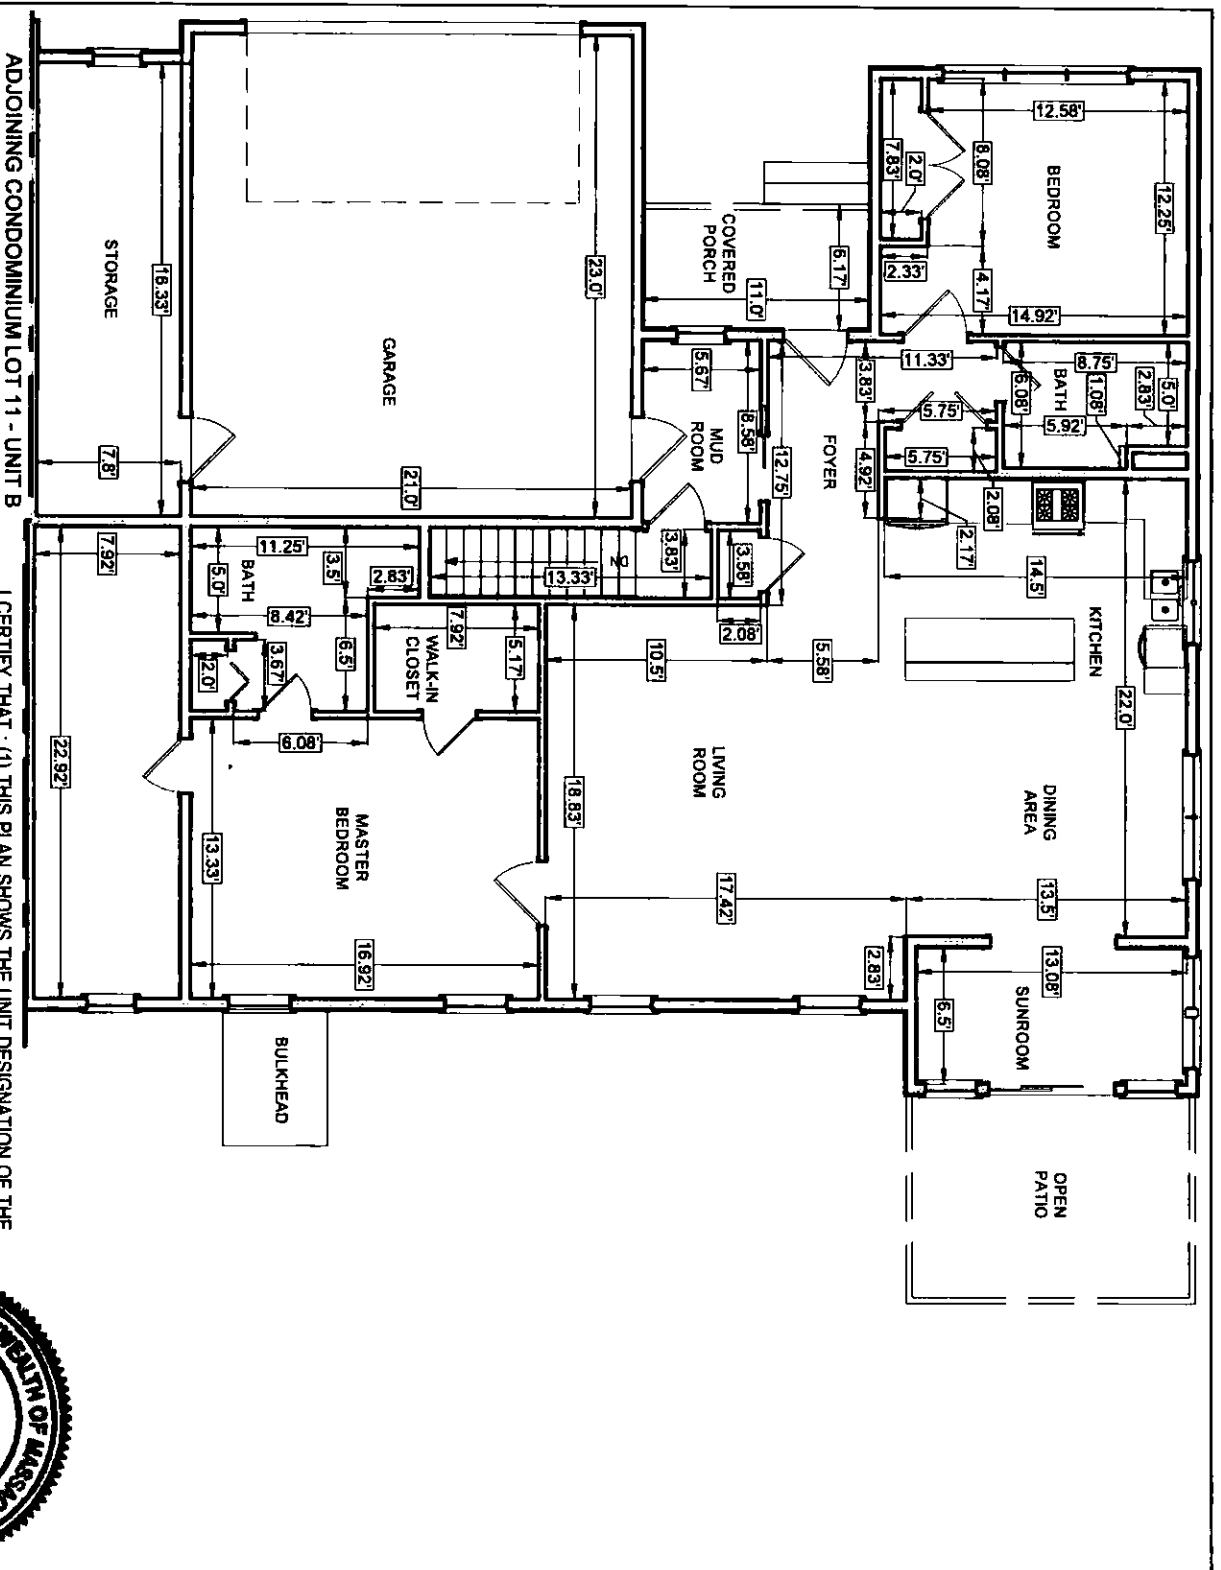 BEDROOM
12.58'
12.25'
8.08'
7.83'
2.0'
2.33'
4.17'
14.92'
COVERED
PORCH
6.17'
11.0'
BATH
8.75'
5.0'
2.83'
1.08'
6.08'
5.92'
11.33'
3.83'
5.75'
5.75'
4.92'
2.08'
2.17'
FOYER
12.75'
MUD
ROOM
5.67'
8.58'
3.83'
3.58'
2.08'
GARAGE
23.0'
21.0'
STORAGE
16.33'
7.8'
KITCHEN
14.5'
22.0'
DINING
AREA
13.5'
LIVING
ROOM
10.5'
5.58'
18.83'
17.42'
2.83'
SUNROOM
13.08'
6.5'
OPEN
PATIO
DN
13.33'
BATH
11.25'
5.0'
3.5'
2.83'
8.42'
6.5'
3.67'
2.0'
6.08'
WALK-IN
CLOSET
7.92'
5.17'
MASTER
BEDROOM
13.33'
16.92'
7.92'
22.92'
BULKHEAD
ADJOINING CONDOMINIUM LOT 11 - UNIT B
I CERTIFY THAT : (1) THIS PLAN SHOWS THE UNIT DESIGNATION OF THE
WEALTH OF MASSAC